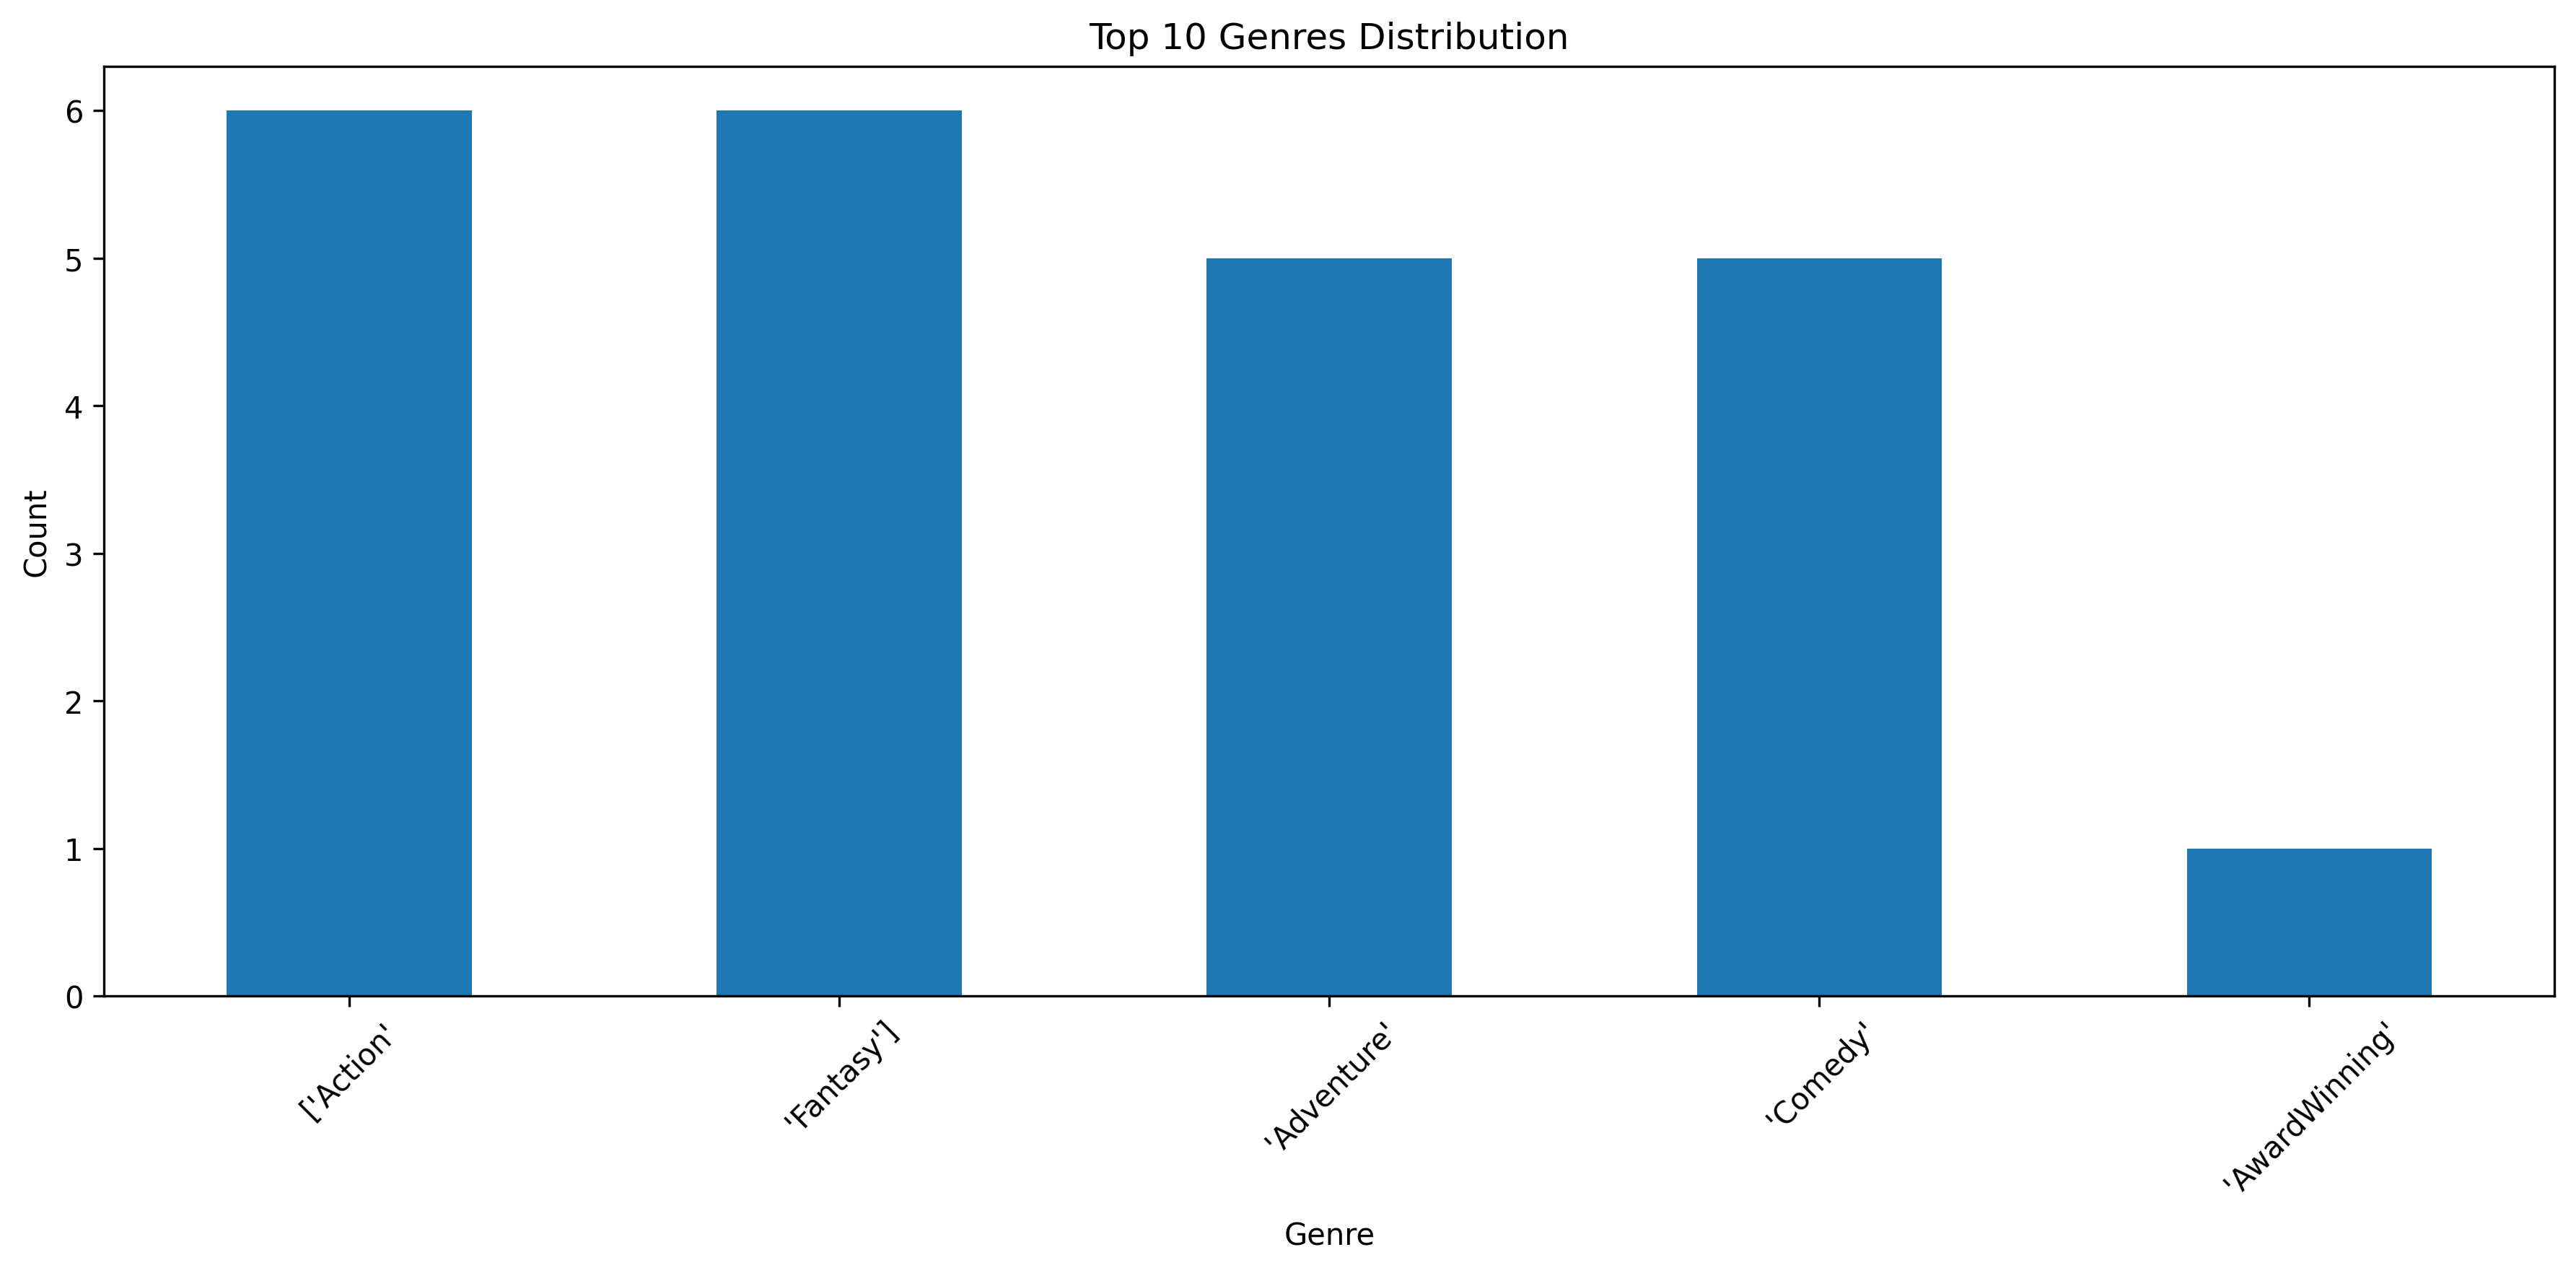 Top 10 Genres Distribution
6
5
4
3
2
1
0
Count
['Action'
'Fantasy']
'Adventure'
'Comedy'
'AwardWinning'
Genre